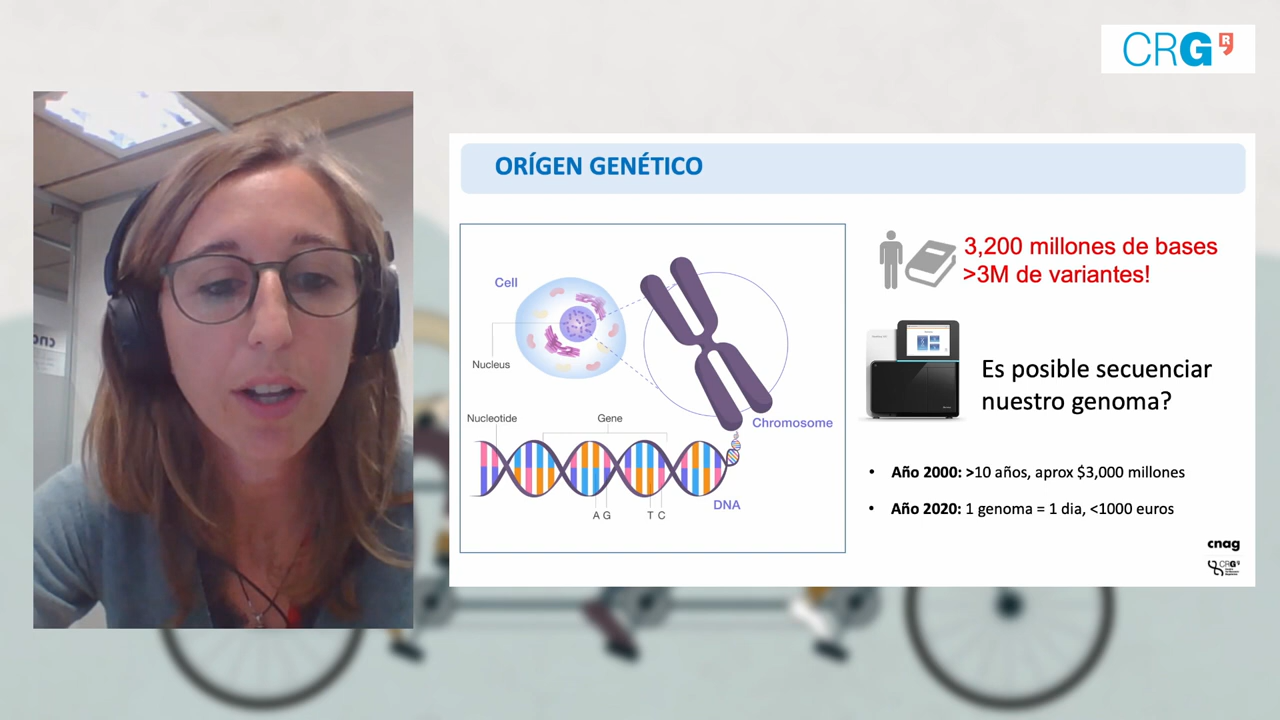 CRG
R
ORÍGEN GENÉTICO
3,200 millones de bases
>3M de variantes!
Cell
Nucleus
Chromosome
Nucleotide
Gene
A G
T C
DNA
Es posible secuenciar
nuestro genoma?
• Año 2000: >10 años, aprox $3,000 millones
• Año 2020: 1 genoma = 1 dia, <1000 euros
cnag
CRG
cnag